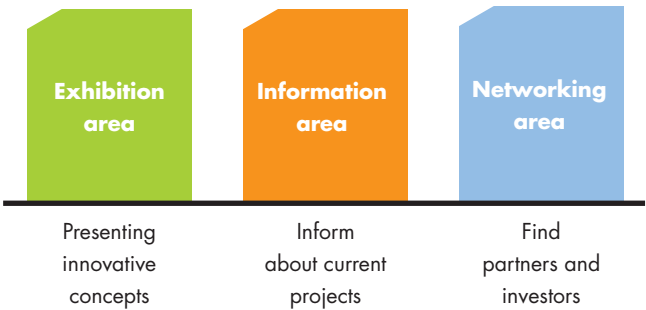 Exhibition
area
Information
area
Networking
area
Presenting
innovative
concepts
Inform
about current
projects
Find
partners and
investors